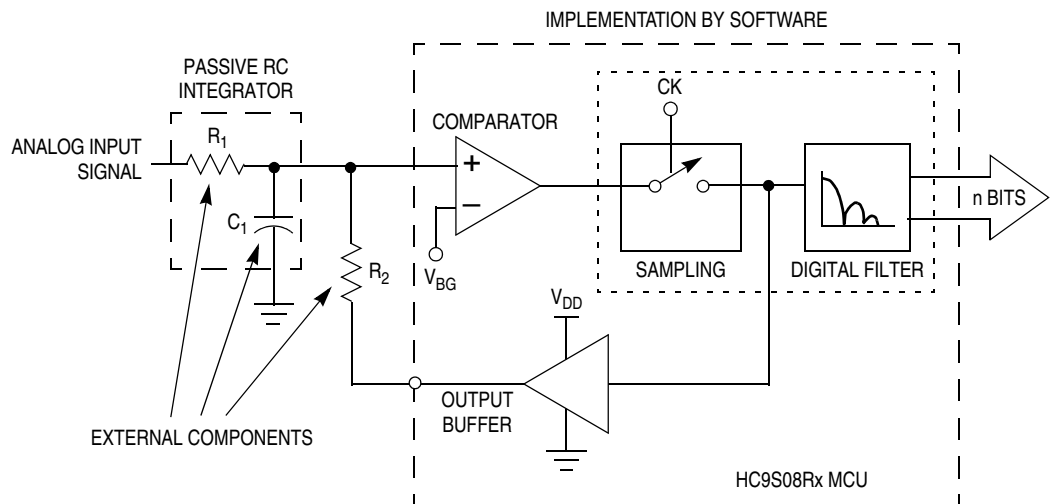 IMPLEMENTATION BY SOFTWARE
PASSIVE RC
INTEGRATOR
CK
COMPARATOR
ANALOG INPUT
SIGNAL
R1
+
n BITS
−
C1
VBG
SAMPLING
DIGITAL FILTER
R2
VDD
OUTPUT
BUFFER
EXTERNAL COMPONENTS
HC9S08Rx MCU